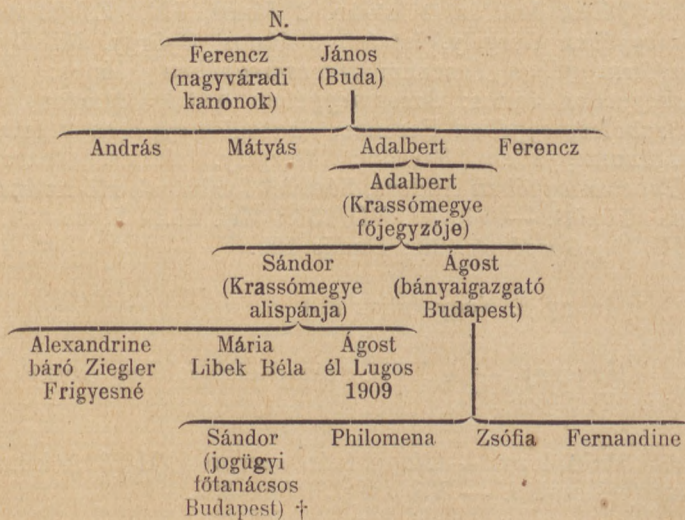 N.
Ferencz János
(nagyváradi (Buda)
kanonok)
András Mátyás Adalbert Ferencz
Adalbert
(Krassómegye
főjegyzője)
Sándor Ágost
(Krassómegye (bányaigazgató
alispánja) Budapest)
Alexandrine Mária Ágost
báró Ziegler Libek Béla él Lugos
Frigyesné 1909
Sándor Philomena Zsófia Fernandine
(jogügyi
főtanácsos
Budapest) †